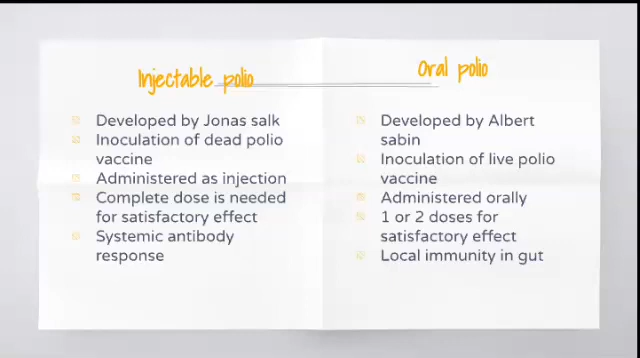 Injectable polio
Developed by Jonas salk
Inoculation of dead polio
vaccine
Administered as injection
Complete dose is needed
for satisfactory effect
Systemic antibody
response
Oral polio
Developed by Albert
sabin
Inoculation of live polio
vaccine
Administered orally
1 or 2 doses for
satisfactory effect
Local immunity in gut